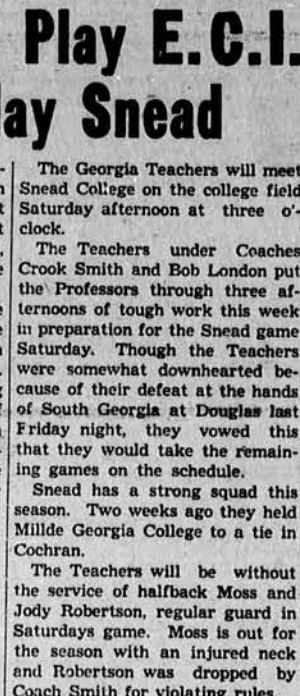 Play E.C.I.
ay Snead
The Georgia Teachers will meet
Snead College on the college field
Saturday afternoon at three o'-
clock.
The Teachers under Coaches
Crook Smith and Bob London put
the Professors through three af-
ternoons of tough work this week
in preparation for the Snead game
Saturday. Though the Teachers
were somewhat downhearted be-
cause of their defeat at the hands
of South Georgia at Douglas last
Friday night, they vowed this
that they would take the remain-
ing games on the schedule.
Snead has a strong squad this
season. Two weeks ago they held
Millde Georgia College to a tie in
Cochran.
The Teachers will be without
the service of halfback Moss and
Jody Robertson, regular guard in
Saturdays game. Moss is out for
the season with an injured neck
and Robertson was dropped by
Coach Smith for violating rules.